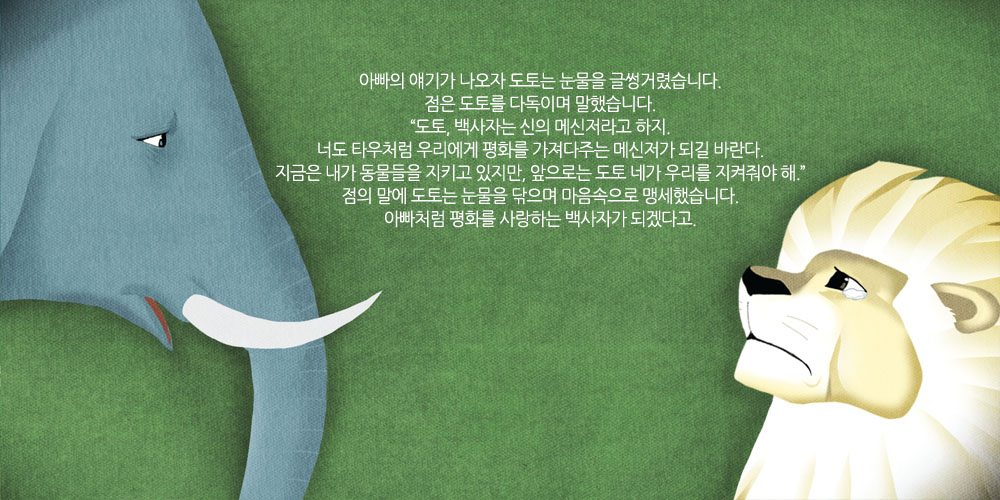 아빠의 얘기가 나오자 도토는 눈물을 글썽거렸습니다.
점은 도토를 다독이며 말했습니다.
“도토, 백사자는 신의 메신저라고 하지.
너도 타우처럼 우리에게 평화를 가져다주는 메신저가 되길 바란다.
지금은 내가 동물들을 지키고 있지만, 앞으로는 도토 네가 우리를 지켜줘야 해.”
점의 말에 도토는 눈물을 닦으며 마음속으로 맹세했습니다.
아빠처럼 평화를 사랑하는 백사자가 되겠다고.